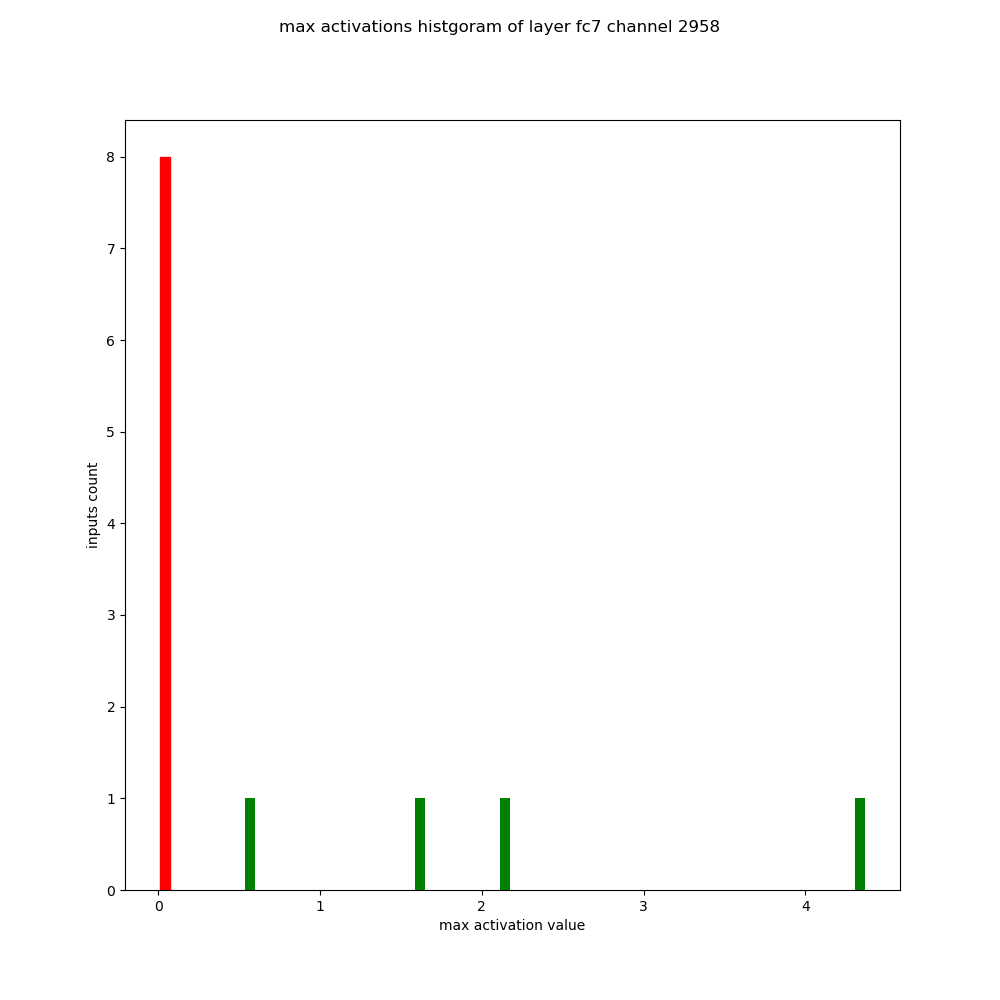 max activations histgoram of layer fc7 channel 2958
8
7
6
5
4
3
2
1
0
inputs count
0 1 2 3 4
max activation value